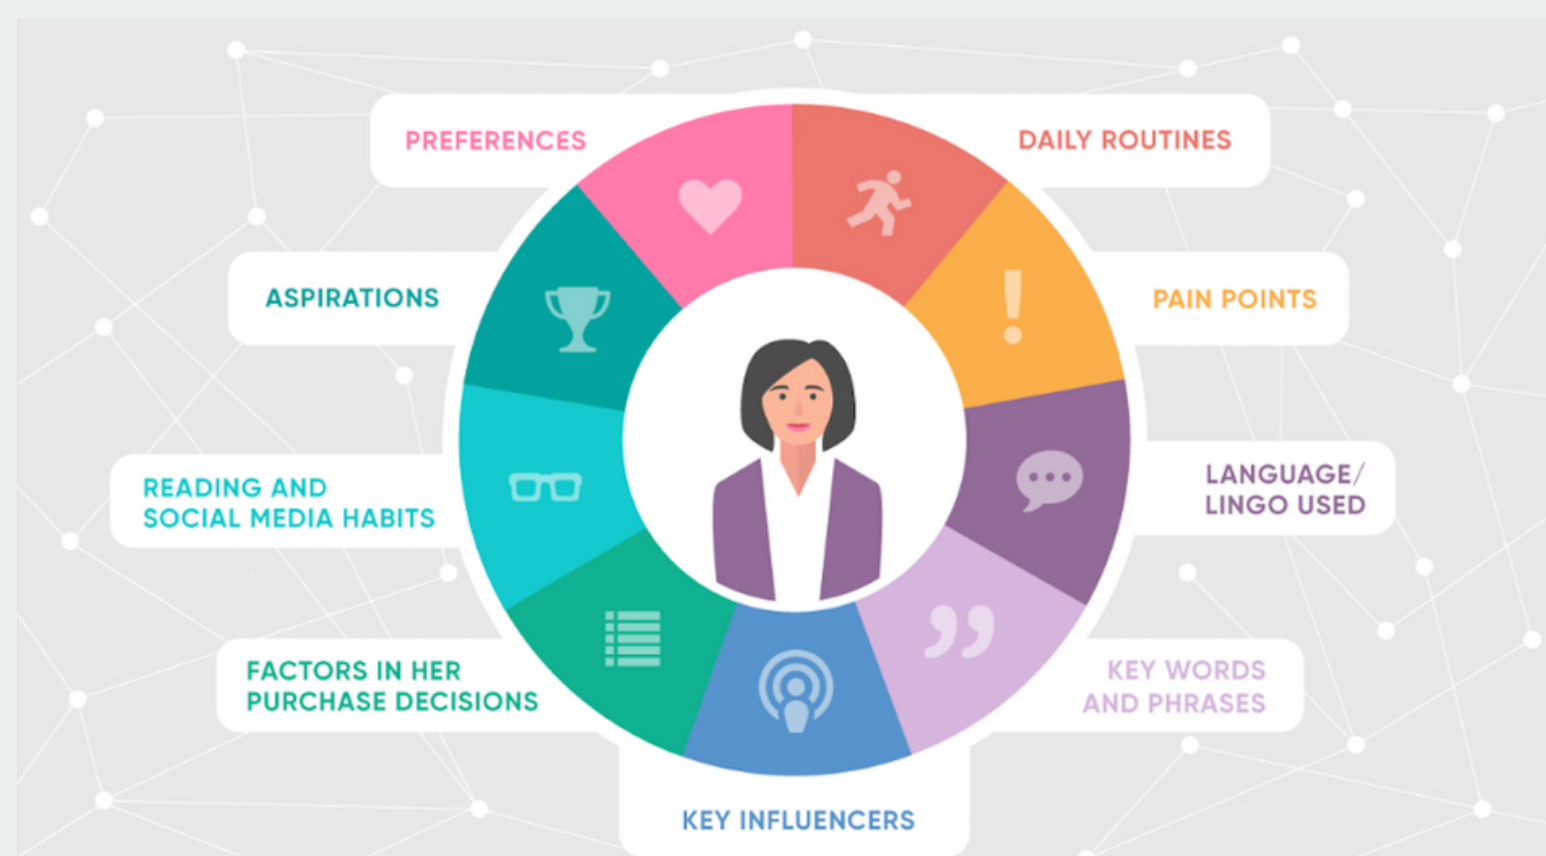 PREFERENCES
DAILY ROUTINES
ASPIRATIONS
PAIN POINTS
READING AND
SOCIAL MEDIA HABITS
LANGUAGE/
LINGO USED
FACTORS IN HER
PURCHASE DECISIONS
KEY WORDS
AND PHRASES
KEY INFLUENCERS